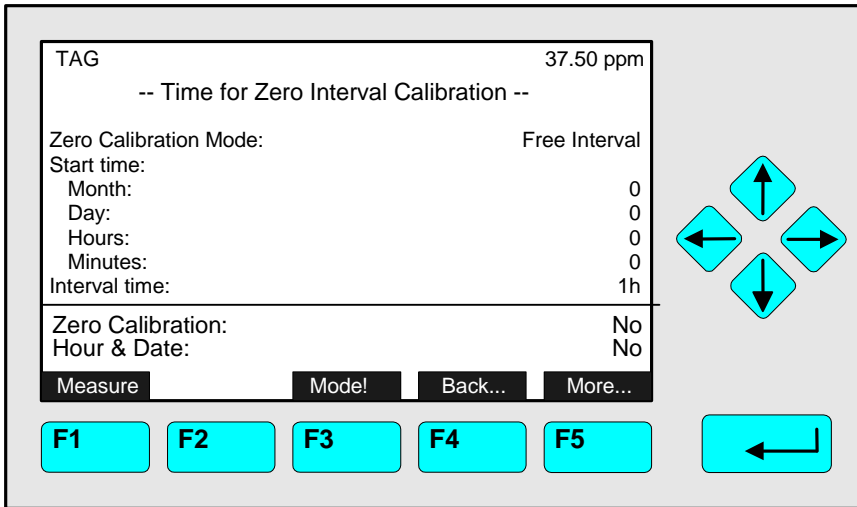 TAG 37.50 ppm
-- Time for Zero Interval Calibration --
Zero Calibration Mode: Free Interval
Start time:
Month: 0
Day: 0
Hours: 0
Minutes: 0
Interval time: 1h
Zero Calibration: No
Hour & Date: No
Measure Mode! Back... More...
F1 F2 F3 F4 F5